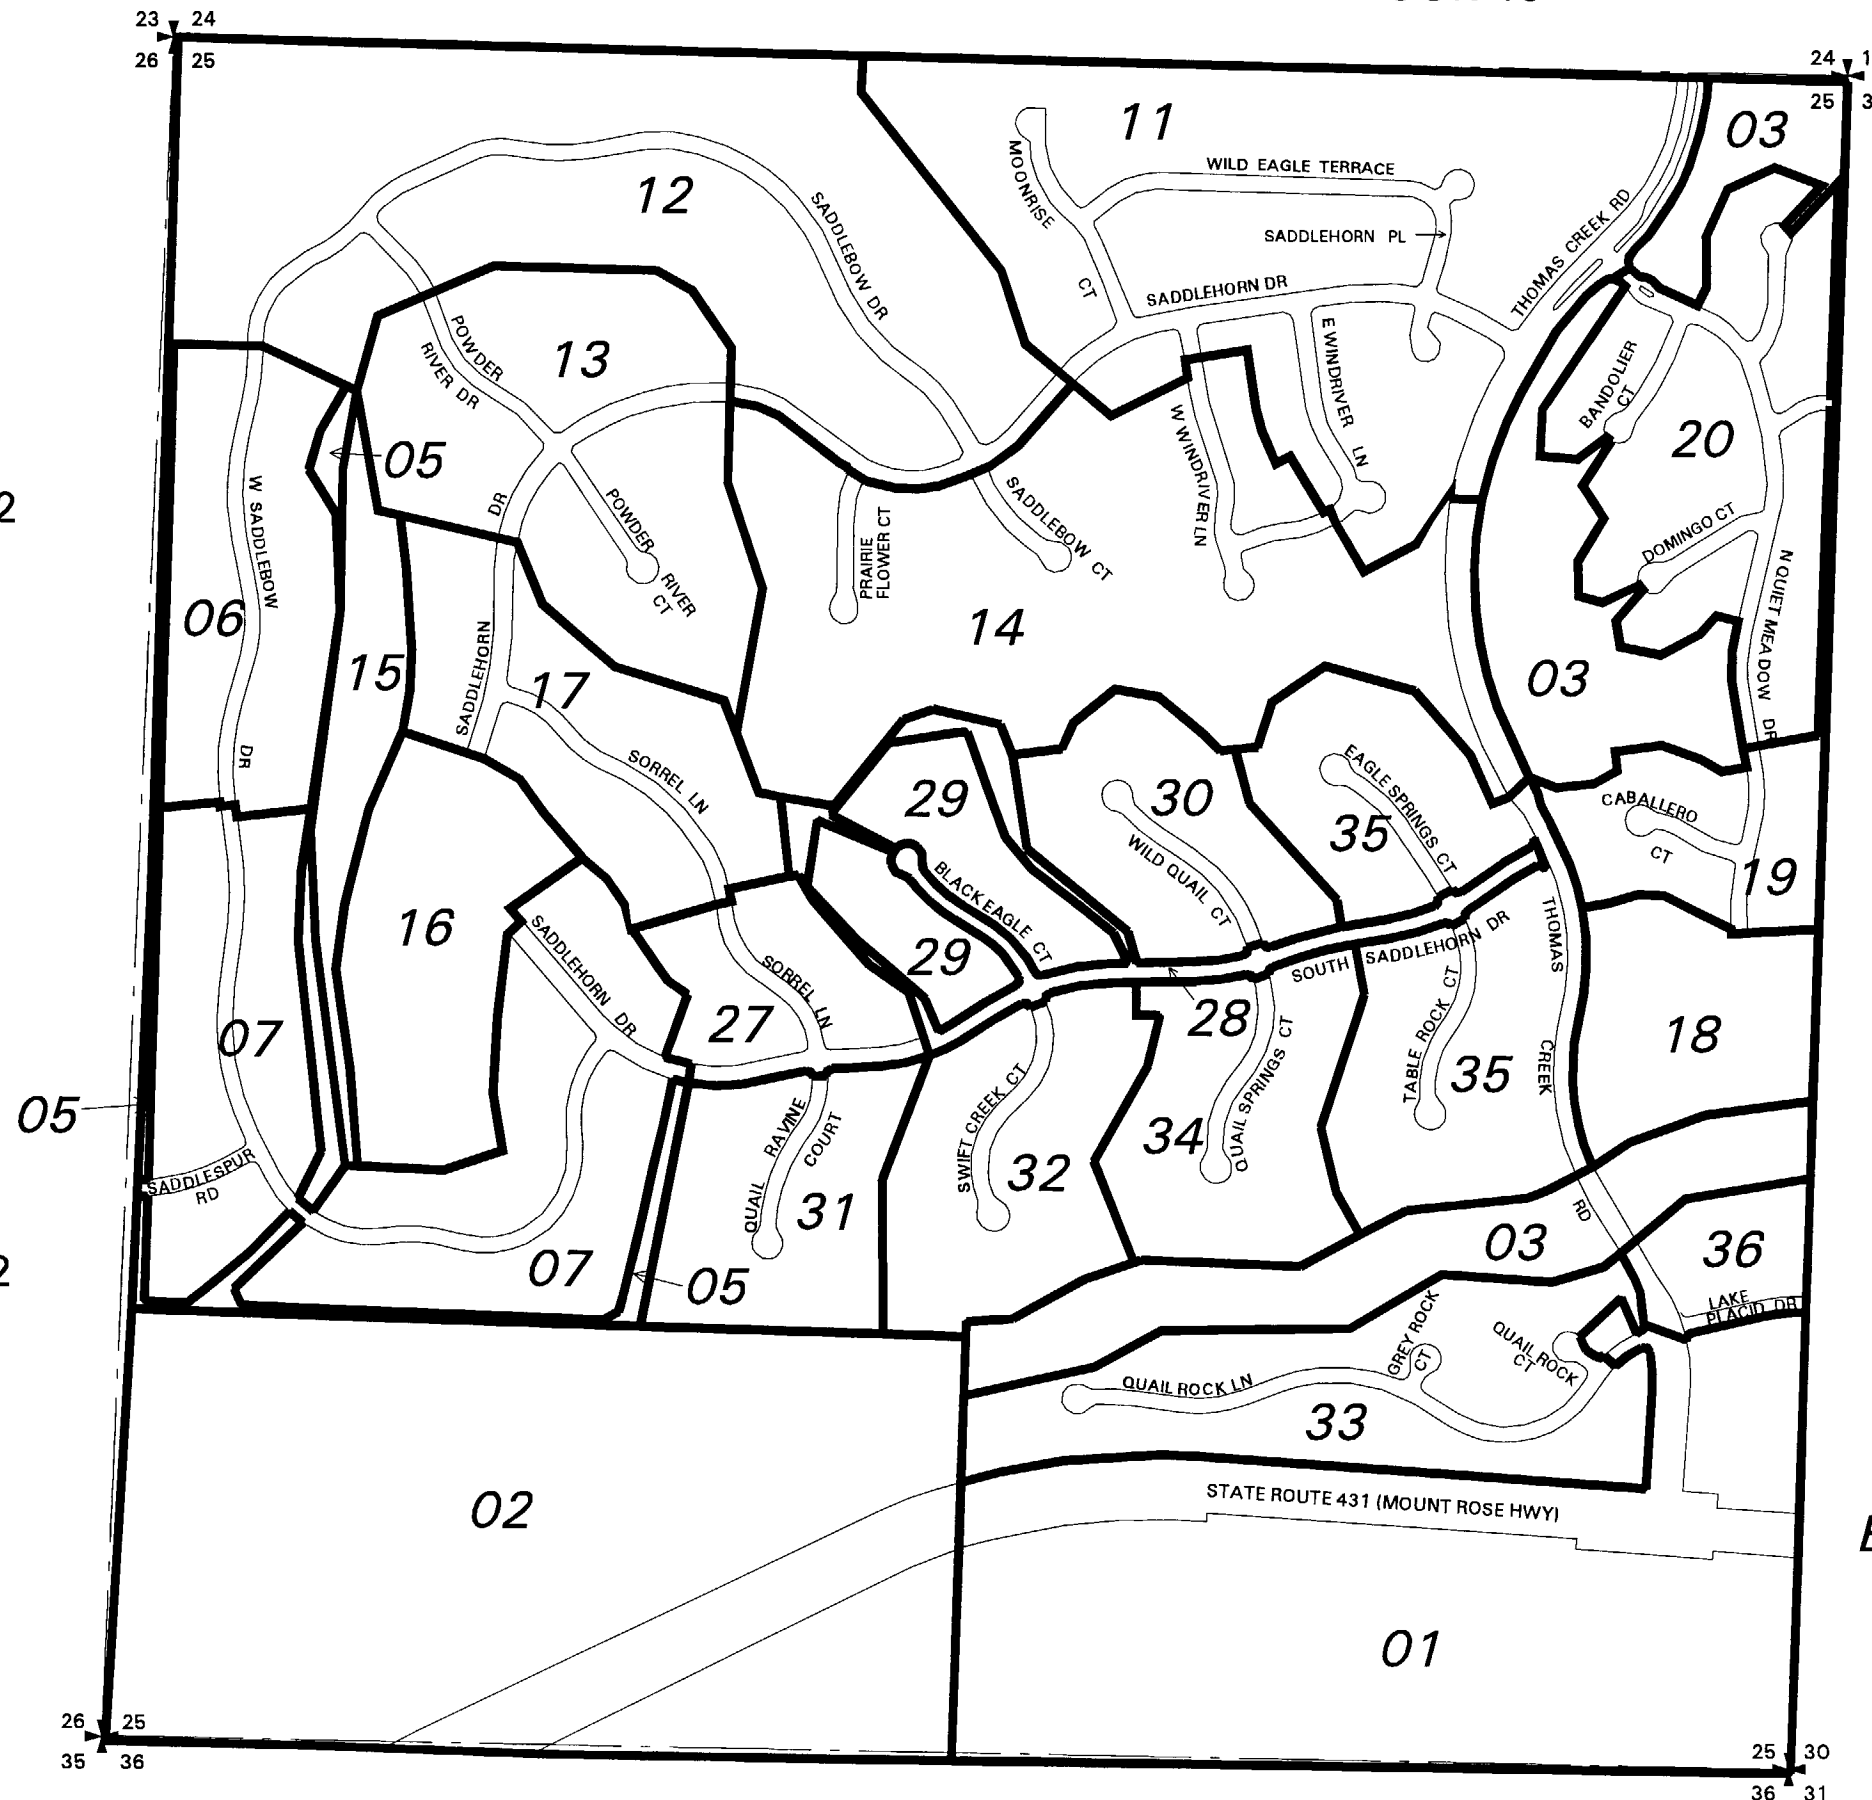 23 24
26 25
24 1
25 3
11
03
12
MOONRISE
CT
WILD EAGLE TERRACE
SADDLEHORN PL
SADDLEHORN DR
THOMAS CREEK RD
SADDLEBOW DR
POWDER
RIVER DR
13
E WINDRIVER LN
BANDOLIER
CT
20
05
W WINDRIVER LN
2
W SADDLEBOW
DR
DR
POWDER
RIVER
CT
PRAIRIE
FLOWER CT
SADDLEBOW CT
DOMINGO CT
N QUIET MEADOW DR
06
15
SADDLEHORN
17
14
03
SORREL LN
29
30
35
EAGLE SPRINGS CT
WILD QUAIL CT
CABALLERO
CT
19
BLACK EAGLE CT
16
SADDLEHORN DR
29
SORREL LN
27
28
SOUTH SADDLEHORN DR
THOMAS
CREEK
RD
07
18
05
SWIFT CREEK CT
QUAIL SPRINGS CT
TABLE ROCK CT
35
QUAIL RAVINE
COURT
34
SADDLESPUR
RD
32
31
07
05
03
36
2
LAKE
PLACID DR
GREY ROCK
CT
QUAIL ROCK
CT
QUAIL ROCK LN
33
02
STATE ROUTE 431 (MOUNT ROSE HWY)
01
26 25
35 36
25 30
36 31